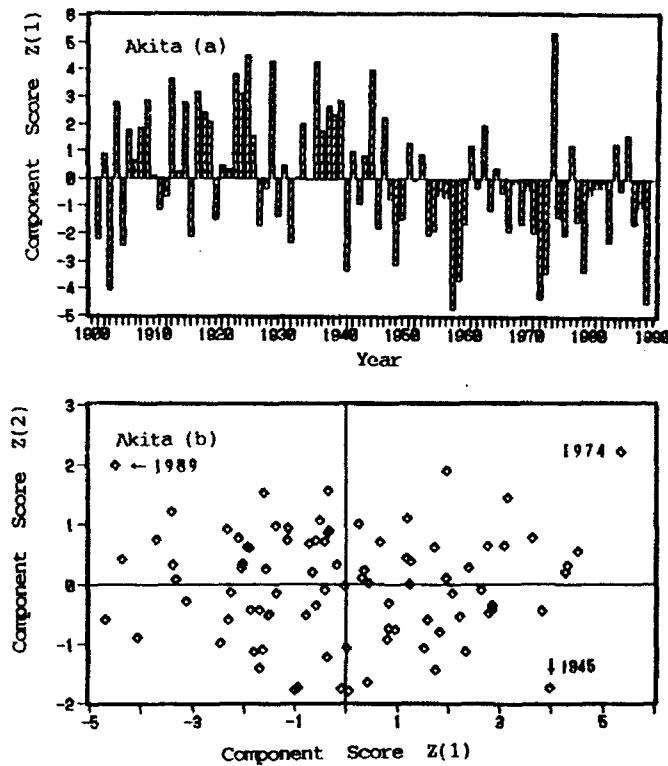 6
5
4
3
2
1
0
-1
-2
-3
-4
-5
Component Score Z(1)
Akita (a)
1900 1910 1920 1930 1940 1950 1960 1970 1980 1990
Year
3
2
1
0
-1
-2
Component Score Z(2)
Akita (b)
← 1989
1974
↓ 1945
-5 -3 -1 1 3 5
Component Score Z(1)